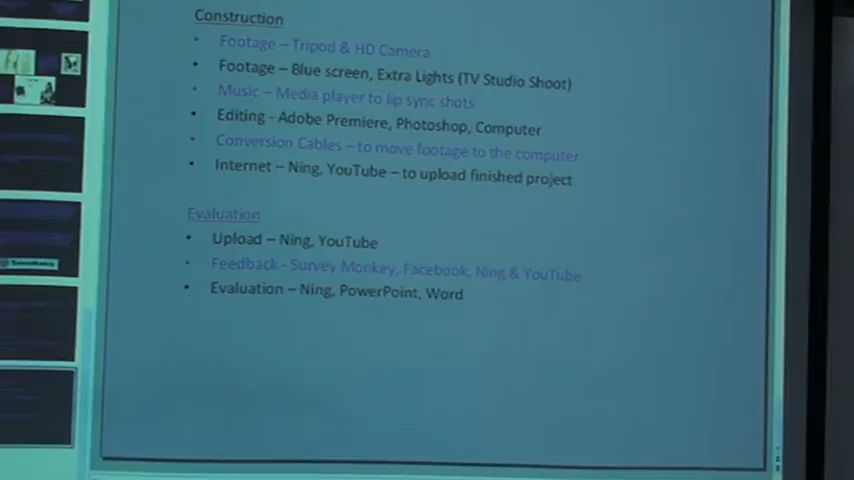 Construction
• Footage – Tripod & HD Camera
• Footage – Blue screen, Extra Lights (TV Studio Shoot)
• Music – Media player to lip sync shots
• Editing - Adobe Premiere, Photoshop, Computer
• Conversion Cables – to move footage to the computer
• Internet – Ning, YouTube – to upload finished project
Evaluation
• Upload – Ning, YouTube
• Feedback - Survey Monkey, Facebook, Ning & YouTube
• Evaluation – Ning, PowerPoint, Word